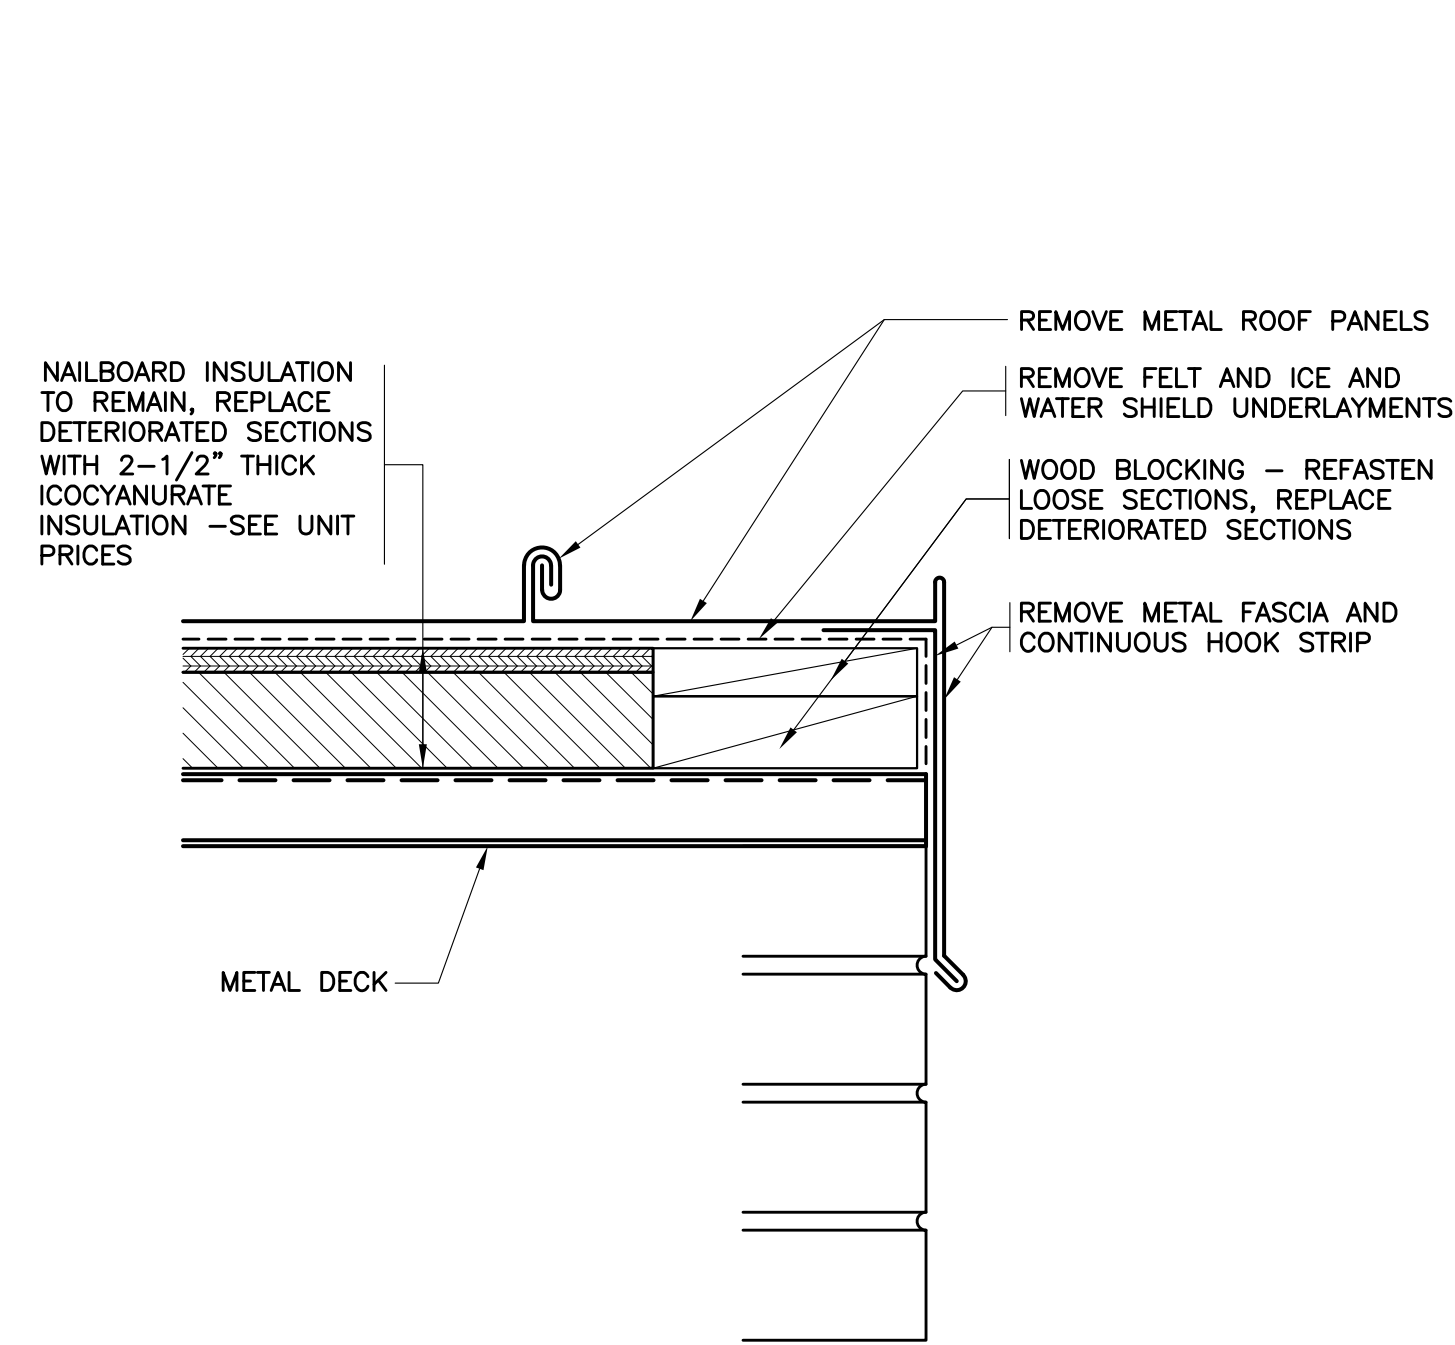 REMOVE METAL ROOF PANELS
NAILBOARD INSULATION
TO REMAIN, REPLACE
DETERIORATED SECTIONS
WITH 2-1/2" THICK
ICOCYANURATE
INSULATION -SEE UNIT
PRICES
REMOVE FELT AND ICE AND
WATER SHIELD UNDERLAYMENTS
WOOD BLOCKING - REFASTEN
LOOSE SECTIONS, REPLACE
DETERIORATED SECTIONS
REMOVE METAL FASCIA AND
CONTINUOUS HOOK STRIP
METAL DECK